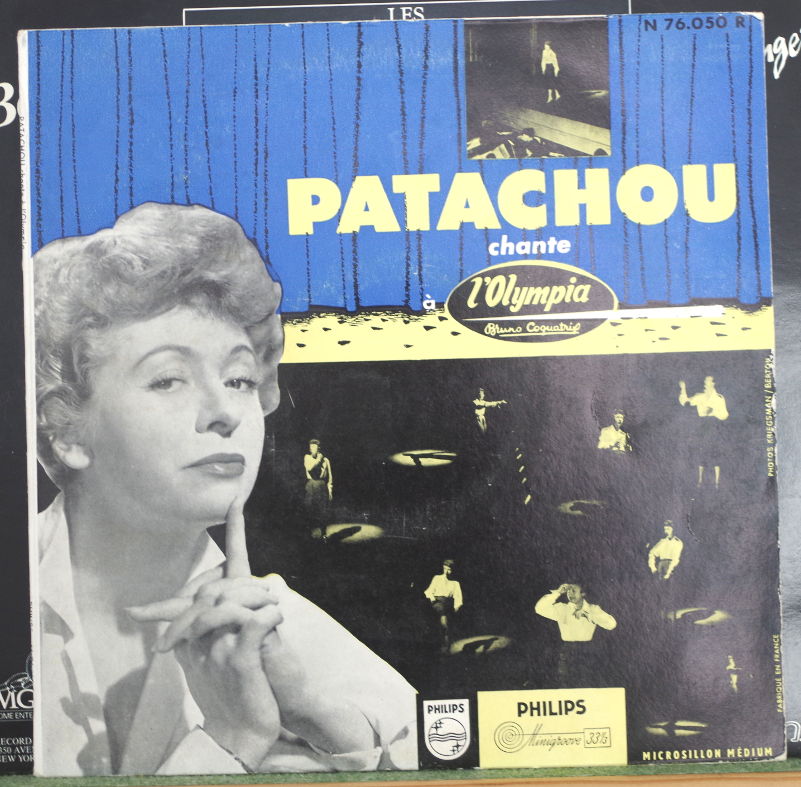 LES
N 76.050 R
PATACHOU
chante
à l'Olympia
Bruno Coquatrix
PHOTOS KRIEGSMAN / BERTON
FABRIQUÉ EN FRANCE
PHILIPS
PHILIPS
Minigroove 33⅓
MICROSILLON MÉDIUM